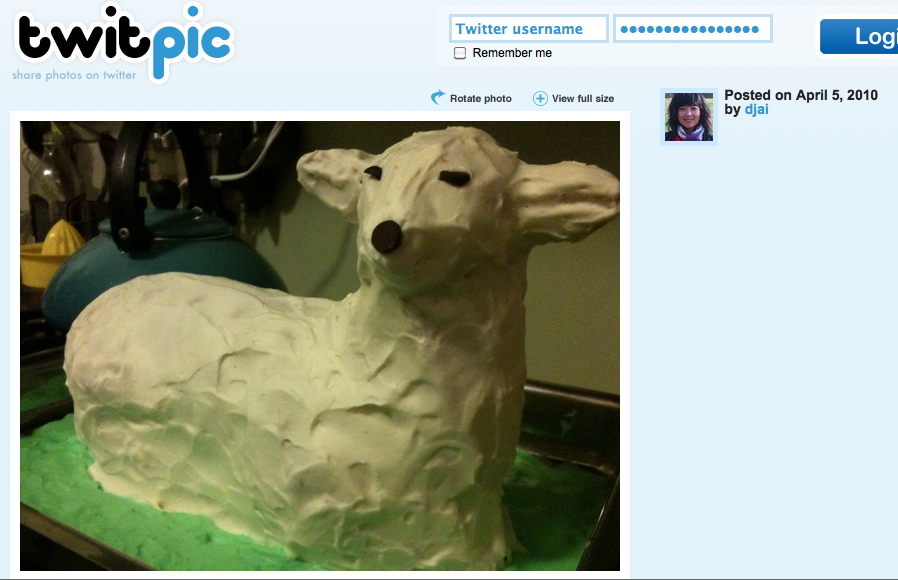 twitpic
share photos on twitter
Twitter username
Remember me
Logi
Rotate photo
View full size
Posted on April 5, 2010
by djai